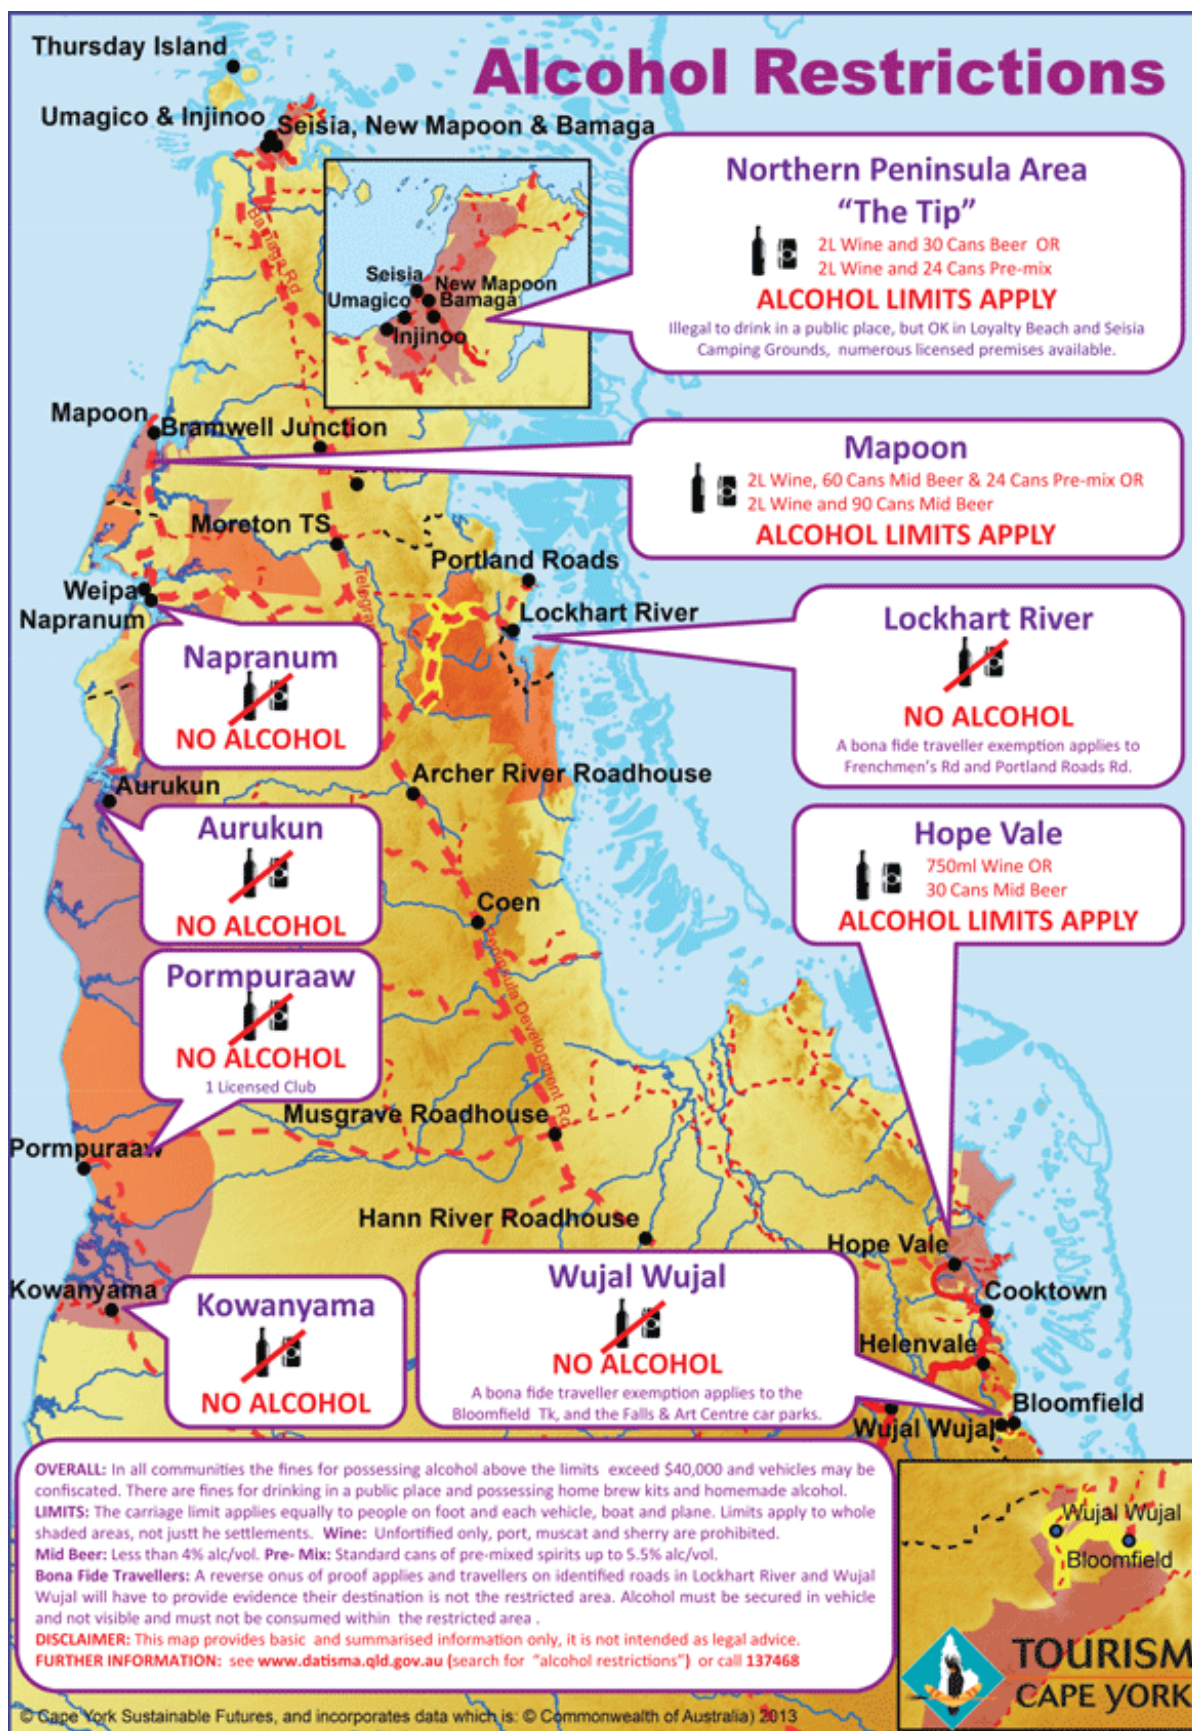 Alcohol Restrictions
Thursday Island
Umagico & Injinoo
Seisia, New Mapoon & Bamaga
Bamaga Rd
Seisia
New Mapoon
Umagico
Bamaga
Injinoo
Northern Peninsula Area
“The Tip”
2L Wine and 30 Cans Beer OR
2L Wine and 24 Cans Pre-mix
ALCOHOL LIMITS APPLY
Illegal to drink in a public place, but OK in Loyalty Beach and Seisia
Camping Grounds, numerous licensed premises available.
Mapoon
Bramwell Junction
Mapoon
2L Wine, 60 Cans Mid Beer & 24 Cans Pre-mix OR
2L Wine and 90 Cans Mid Beer
ALCOHOL LIMITS APPLY
Moreton TS
Portland Roads
Weipa
Napranum
Lockhart River
Napranum
NO ALCOHOL
Lockhart River
NO ALCOHOL
A bona fide traveller exemption applies to
Frenchmen's Rd and Portland Roads Rd.
Archer River Roadhouse
Aurukun
Aurukun
NO ALCOHOL
Hope Vale
750ml Wine OR
30 Cans Mid Beer
ALCOHOL LIMITS APPLY
Coen
Peninsula Development Rd
Pormpuraaw
NO ALCOHOL
1 Licensed Club
Musgrave Roadhouse
Pormpuraaw
Hann River Roadhouse
Hope Vale
Kowanyama
Cooktown
Helenvale
Kowanyama
NO ALCOHOL
Wujal Wujal
NO ALCOHOL
A bona fide traveller exemption applies to the
Bloomfield Tk, and the Falls & Art Centre car parks.
Bloomfield
Wujal Wujal
OVERALL: In all communities the fines for possessing alcohol above the limits exceed $40,000 and vehicles may be
confiscated. There are fines for drinking in a public place and possessing home brew kits and homemade alcohol.
LIMITS: The carriage limit applies equally to people on foot and each vehicle, boat and plane. Limits apply to whole
shaded areas, not justt he settlements. Wine: Unfortified only, port, muscat and sherry are prohibited.
Mid Beer: Less than 4% alc/vol. Pre- Mix: Standard cans of pre-mixed spirits up to 5.5% alc/vol.
Bona Fide Travellers: A reverse onus of proof applies and travellers on identified roads in Lockhart River and Wujal
Wujal will have to provide evidence their destination is not the restricted area. Alcohol must be secured in vehicle
and not visible and must not be consumed within the restricted area .
DISCLAIMER: This map provides basic and summarised information only, it is not intended as legal advice.
FURTHER INFORMATION: see www.datisma.qld.gov.au (search for “alcohol restrictions”) or call 137468
Wujal Wujal
Bloomfield
TOURISM
CAPE YORK
© Cape York Sustainable Futures, and incorporates data which is: © Commonwealth of Australia) 2013